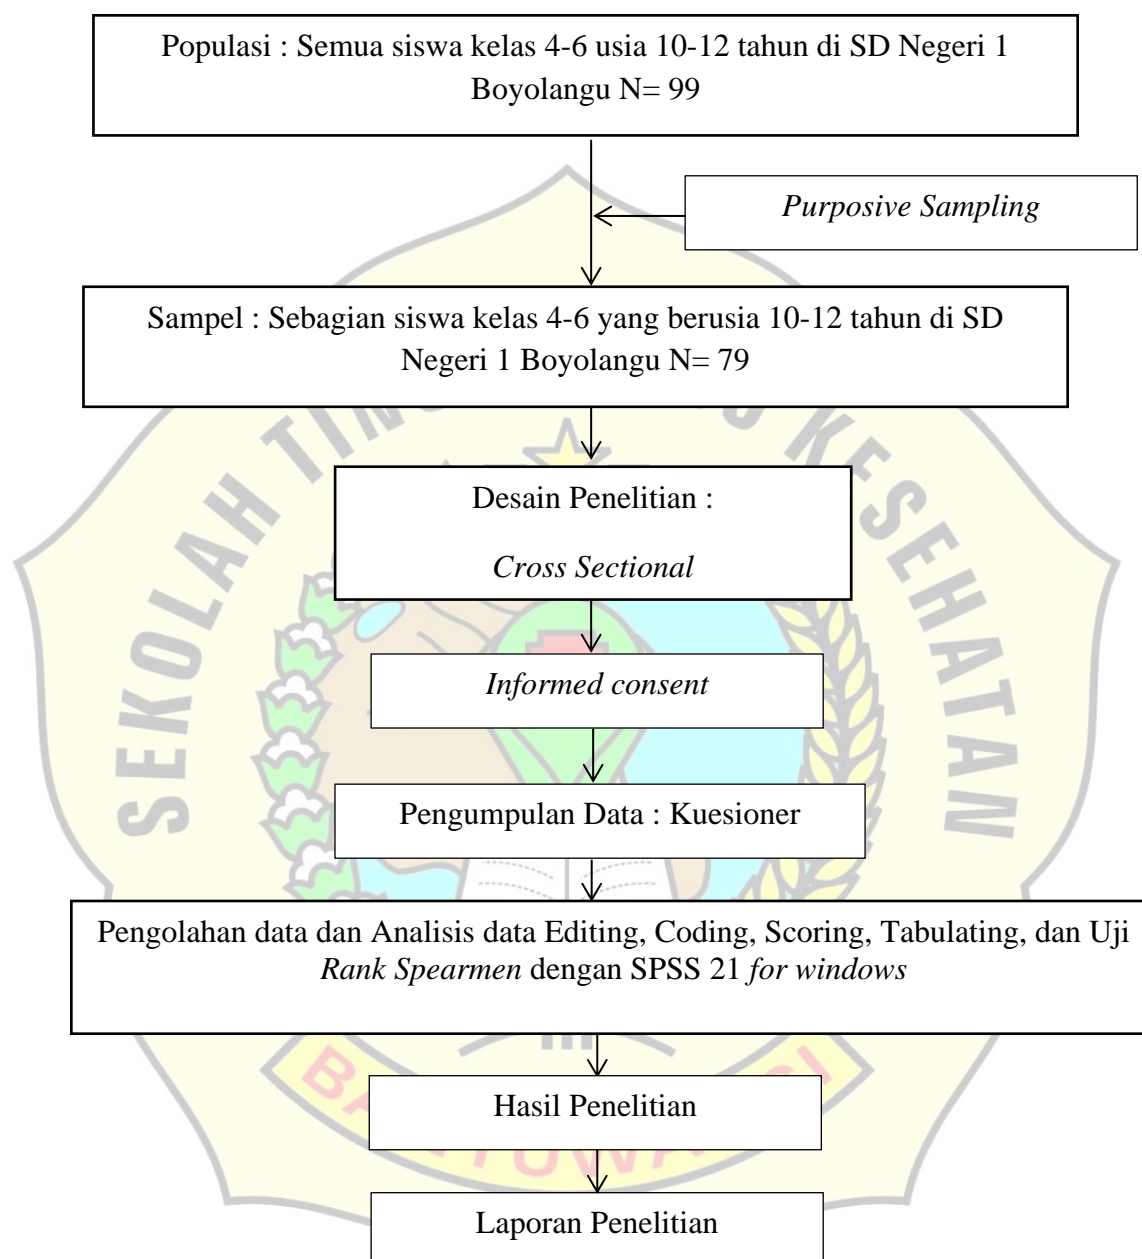 Populasi : Semua siswa kelas 4-6 usia 10-12 tahun di SD Negeri 1
Boyolangu N= 99
Purposive Sampling
Sampel : Sebagian siswa kelas 4-6 yang berusia 10-12 tahun di SD
Negeri 1 Boyolangu N= 79
Desain Penelitian :
Cross Sectional
Informed consent
Pengumpulan Data : Kuesioner
Pengolahan data dan Analisis data Editing, Coding, Scoring, Tabulating, dan Uji
Rank Spearmen dengan SPSS 21 for windows
Hasil Penelitian
Laporan Penelitian
SEKOLAH
KESEHATAN